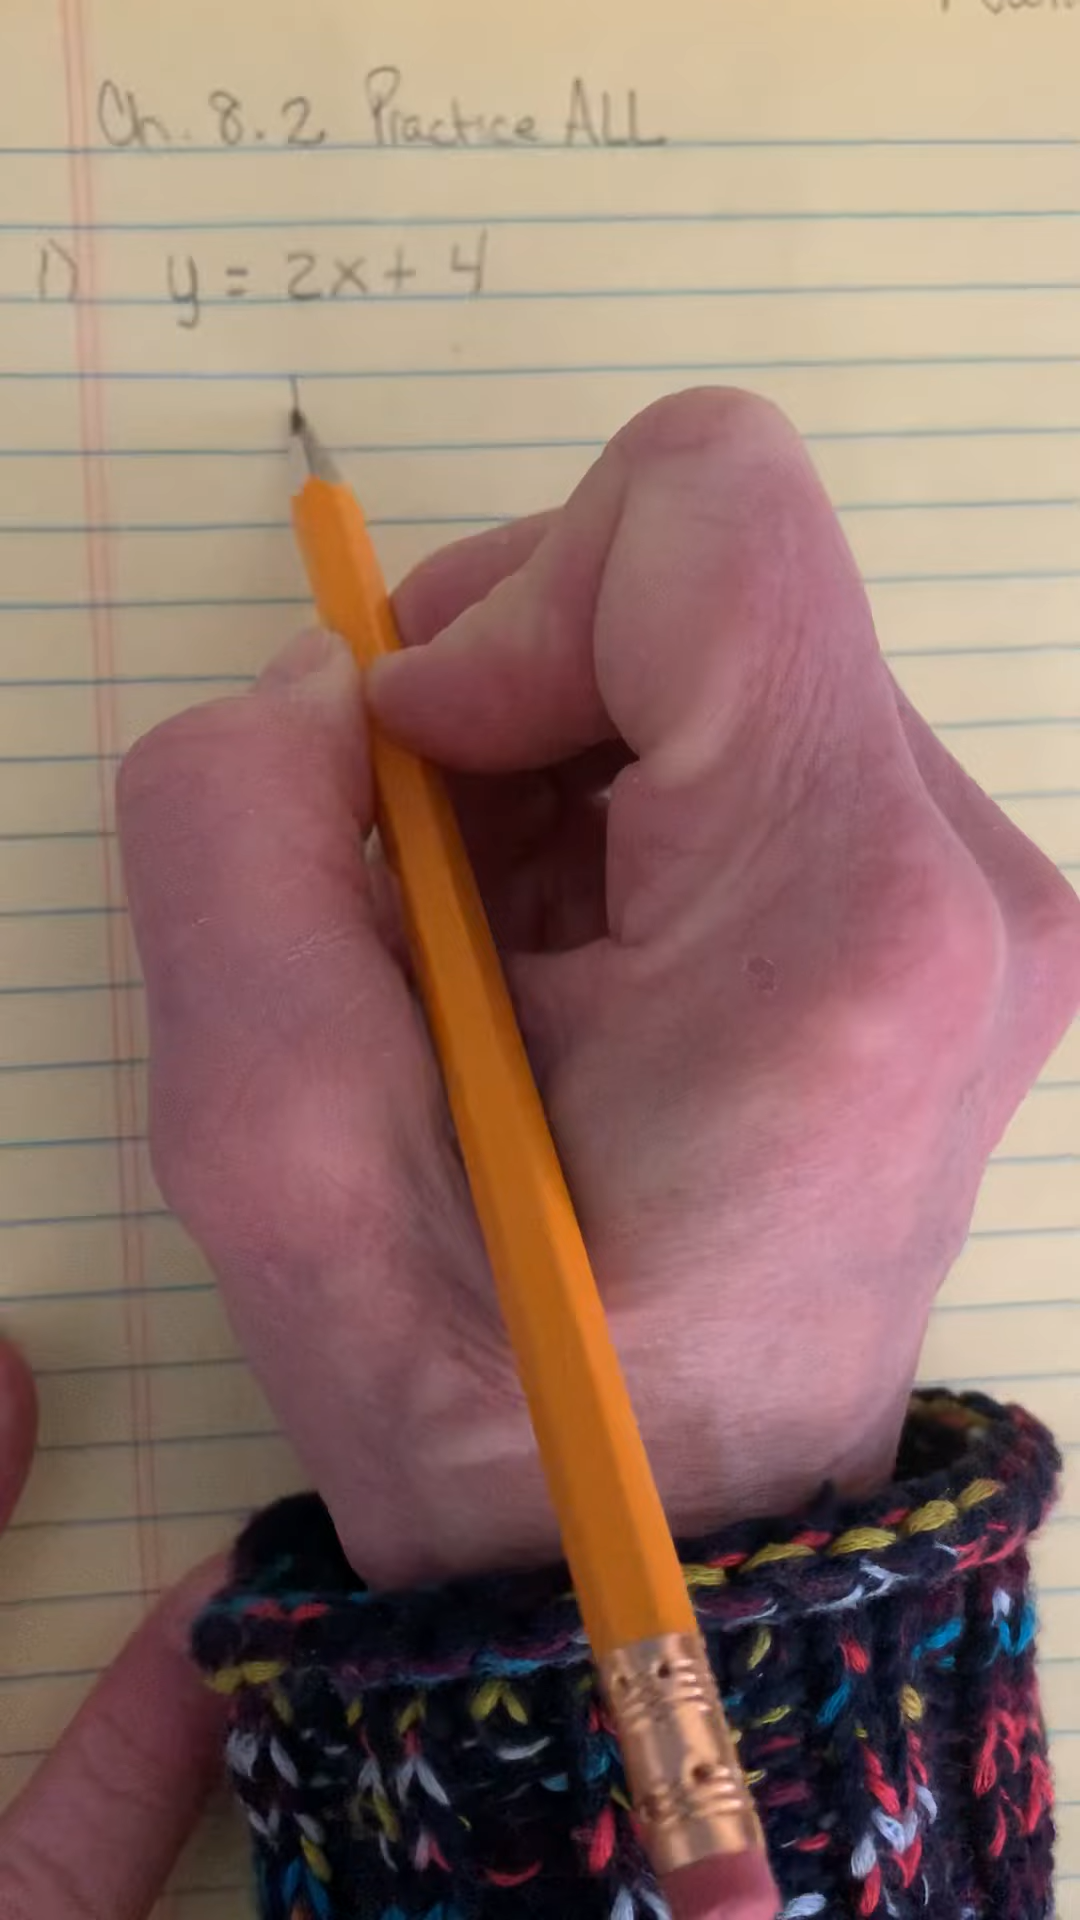 Ch. 8.2 Practice ALL
1) y = 2x + 4